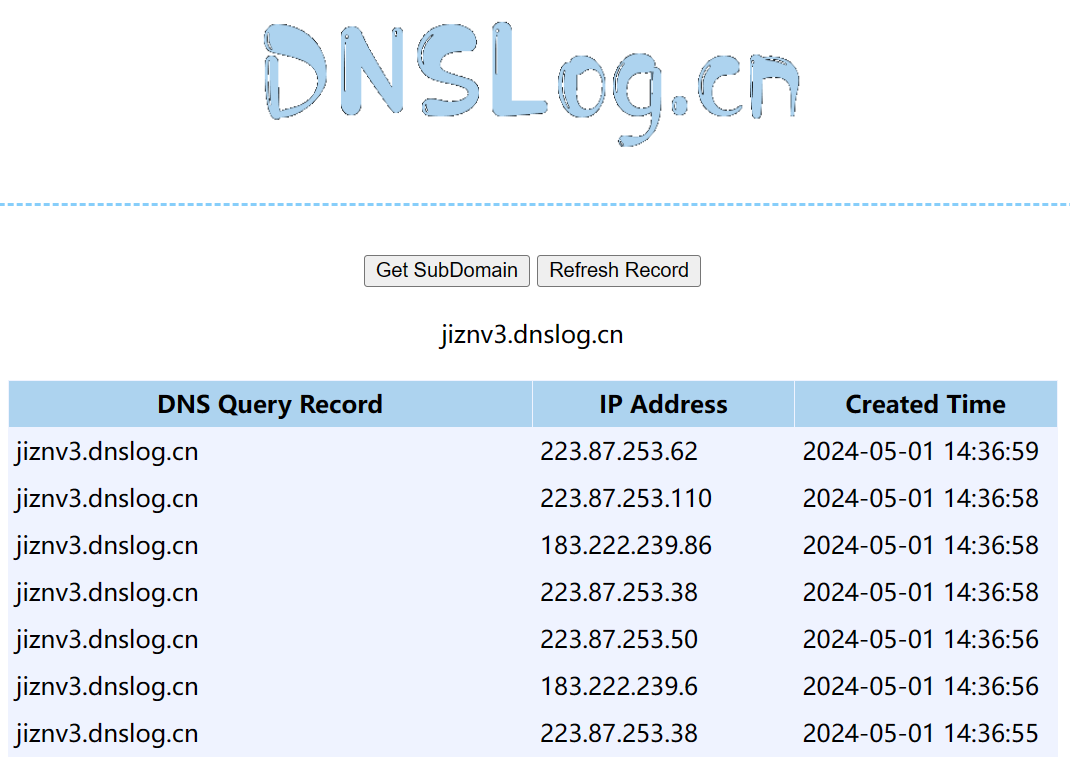 DNSLog.cn
Get SubDomain Refresh Record
jiznv3.dnslog.cn
DNS Query Record IP Address Created Time
jiznv3.dnslog.cn 223.87.253.62 2024-05-01 14:36:59
jiznv3.dnslog.cn 223.87.253.110 2024-05-01 14:36:58
jiznv3.dnslog.cn 183.222.239.86 2024-05-01 14:36:58
jiznv3.dnslog.cn 223.87.253.38 2024-05-01 14:36:58
jiznv3.dnslog.cn 223.87.253.50 2024-05-01 14:36:56
jiznv3.dnslog.cn 183.222.239.6 2024-05-01 14:36:56
jiznv3.dnslog.cn 223.87.253.38 2024-05-01 14:36:55